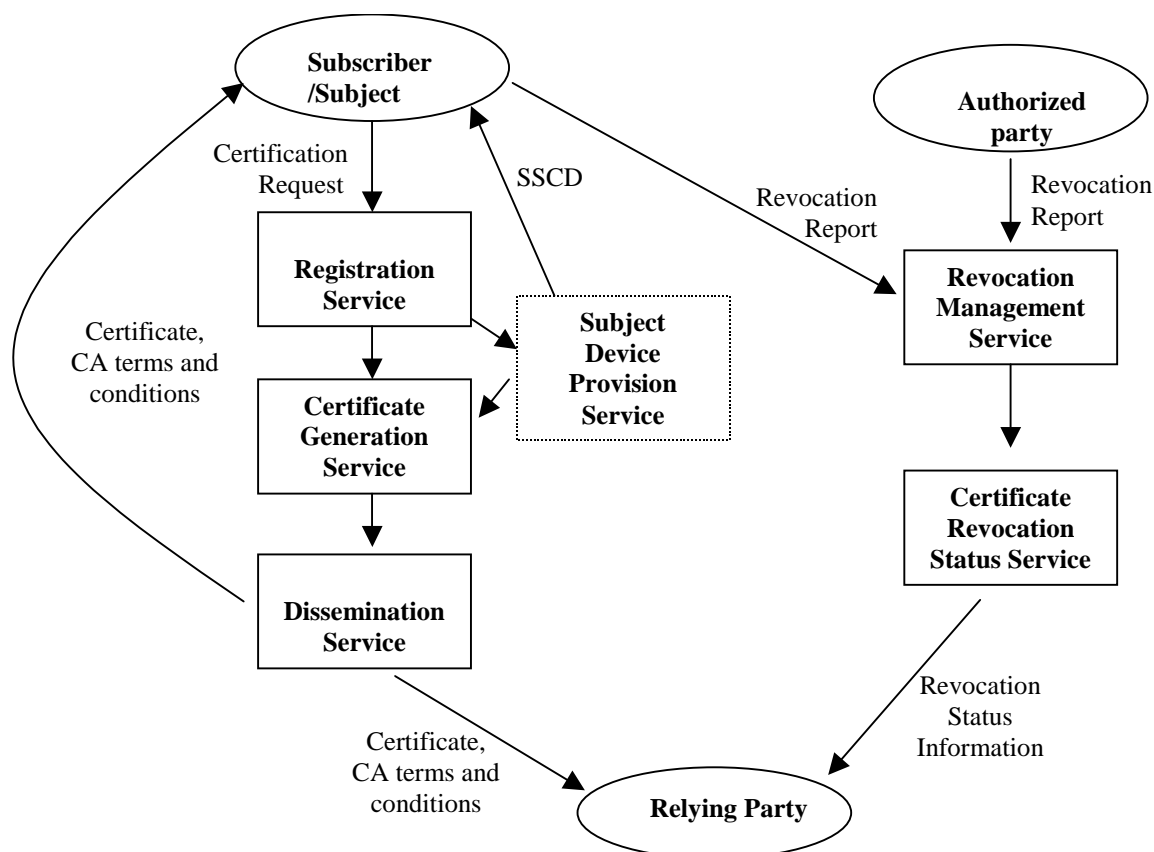 Subscriber
/Subject
Authorized
party
Certification
Request
SSCD
Revocation
Report
Revocation
Report
Registration
Service
Revocation
Management
Service
Subject
Device
Provision
Service
Certificate,
CA terms and
conditions
Certificate
Generation
Service
Certificate
Revocation
Status Service
Dissemination
Service
Revocation
Status
Information
Certificate,
CA terms and
conditions
Relying Party